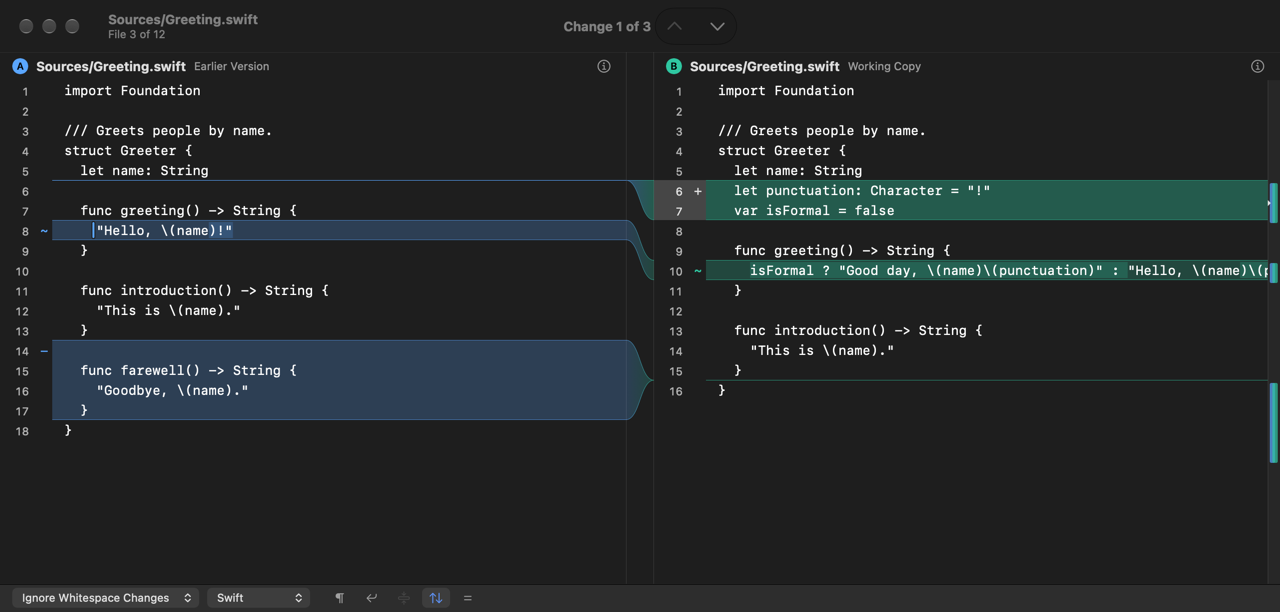 Sources/Greeting.swift
File 3 of 12
Change 1 of 3
A Sources/Greeting.swift Earlier Version
1 import Foundation
2
3 /// Greets people by name.
4 struct Greeter {
5 let name: String
6
7 func greeting() -> String {
8 ~ "Hello, \(name)!"
9 }
10
11 func introduction() -> String {
12 "This is \(name)."
13 }
14 −
15 func farewell() -> String {
16 "Goodbye, \(name)."
17 }
18 }
B Sources/Greeting.swift Working Copy
1 import Foundation
2
3 /// Greets people by name.
4 struct Greeter {
5 let name: String
6 + let punctuation: Character = "!"
7 var isFormal = false
8
9 func greeting() -> String {
10 ~ isFormal ? "Good day, \(name)\(punctuation)" : "Hello, \(name)\(p
11 }
12
13 func introduction() -> String {
14 "This is \(name)."
15 }
16 }
Ignore Whitespace Changes Swift ¶ =